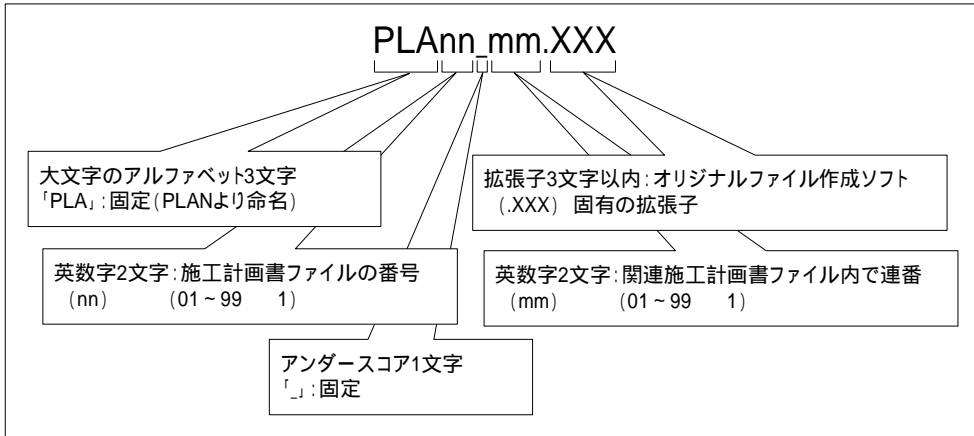 PLAnn_mm.XXX
大文字のアルファベット3文字
「PLA」:固定(PLANより命名)
拡張子3文字以内:オリジナルファイル作成ソフト
(.XXX) 固有の拡張子
英数字2文字:施工計画書ファイルの番号
(nn) (01~99 1)
英数字2文字:関連施工計画書ファイル内で連番
(mm) (01~99 1)
アンダースコア1文字
「_」:固定